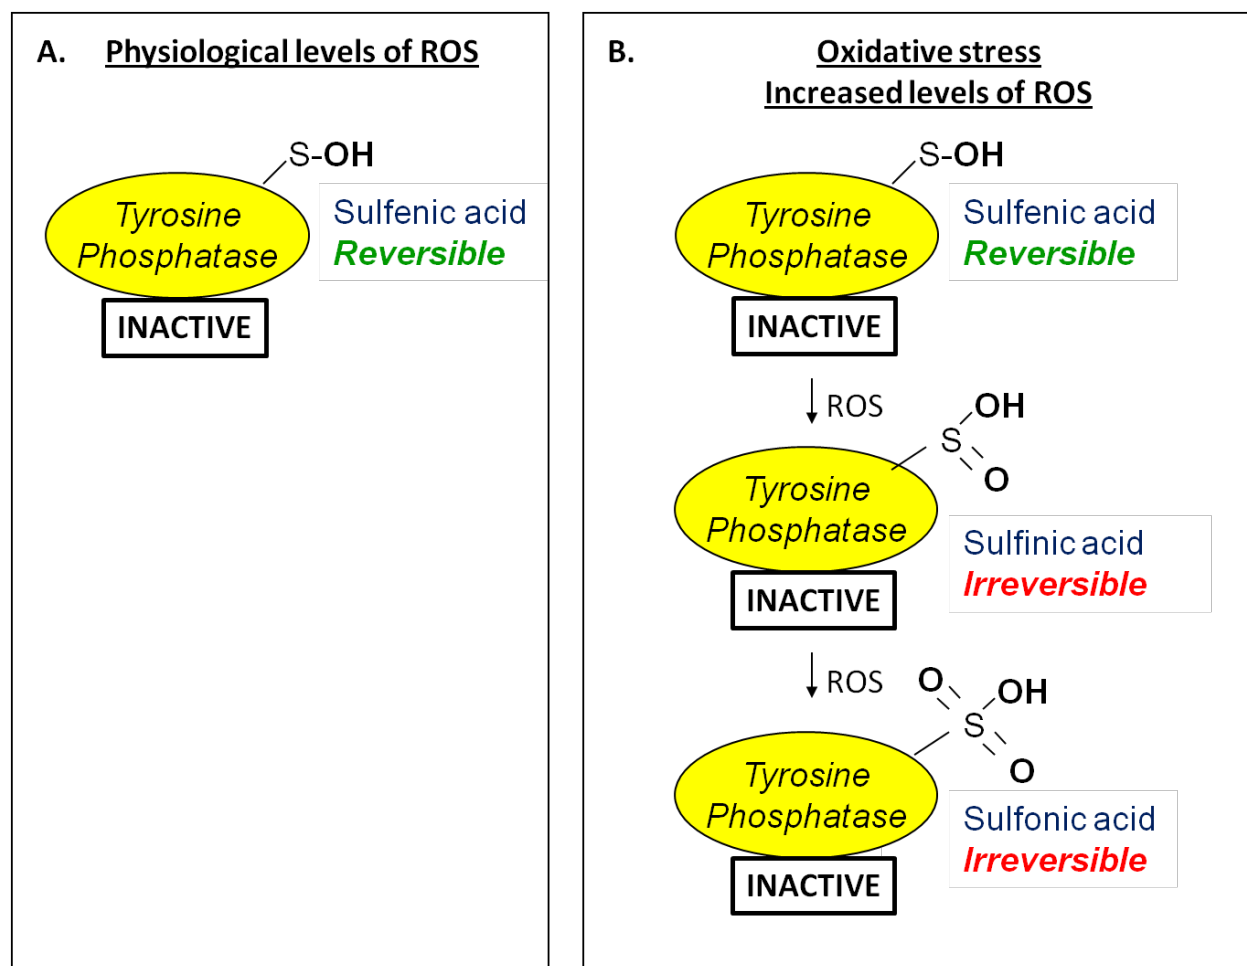 A. Physiological levels of ROS
S-OH
Tyrosine
Phosphatase
Sulfenic acid
Reversible
INACTIVE
B. Oxidative stress
Increased levels of ROS
S-OH
Tyrosine
Phosphatase
Sulfenic acid
Reversible
INACTIVE
ROS
OH
S
O
Tyrosine
Phosphatase
Sulfinic acid
Irreversible
INACTIVE
ROS
O
OH
S
O
Tyrosine
Phosphatase
Sulfonic acid
Irreversible
INACTIVE